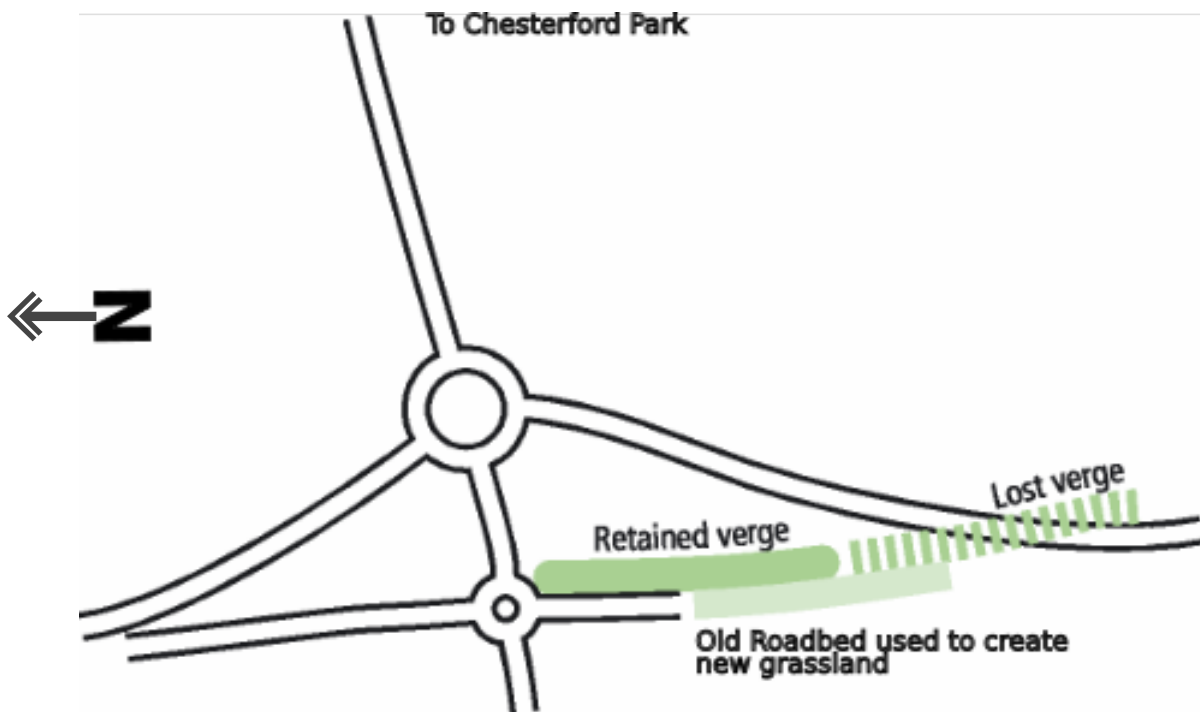 To Chesterford Park
N
Lost verge
Retained verge
Old Roadbed used to create
new grassland